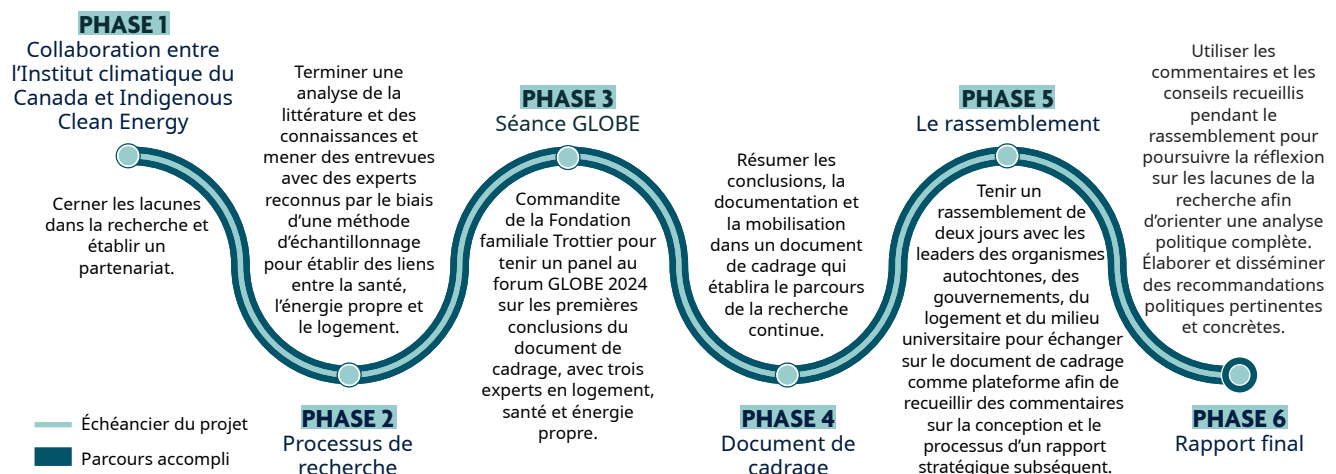 PHASE 1
Collaboration entre
l’Institut climatique du
Canada et Indigenous
Clean Energy
Cerner les lacunes
dans la recherche et
établir un
partenariat.
Terminer une
analyse de la
littérature et des
connaissances et
mener des entrevues
avec des experts
reconnus par le biais
d’une méthode
d’échantillonnage
pour établir des liens
entre la santé,
l’énergie propre et
le logement.
PHASE 2
Processus de
recherche
PHASE 3
Séance GLOBE
Commandite
de la Fondation
familiale Trottier pour
tenir un panel au
forum GLOBE 2024
sur les premières
conclusions du
document de
cadrage, avec trois
experts en logement,
santé et énergie
propre.
Résumer les
conclusions, la
documentation et
la mobilisation
dans un document
de cadrage qui
établira le parcours
de la recherche
continue.
PHASE 4
Document de
cadrage
PHASE 5
Le rassemblement
Tenir un
rassemblement de
deux jours avec les
leaders des organismes
autochtones, des
gouvernements, du
logement et du milieu
universitaire pour échanger
sur le document de cadrage
comme plateforme afin de
recueillir des commentaires
sur la conception et le
processus d’un rapport
stratégique subséquent.
Utiliser les
commentaires et les
conseils recueillis
pendant le
rassemblement pour
poursuivre la réflexion
sur les lacunes de la
recherche afin
d’orienter une analyse
politique complète.
Élaborer et disséminer
des recommandations
politiques pertinentes
et concrètes.
PHASE 6
Rapport final
Échéancier du projet
Parcours accompli